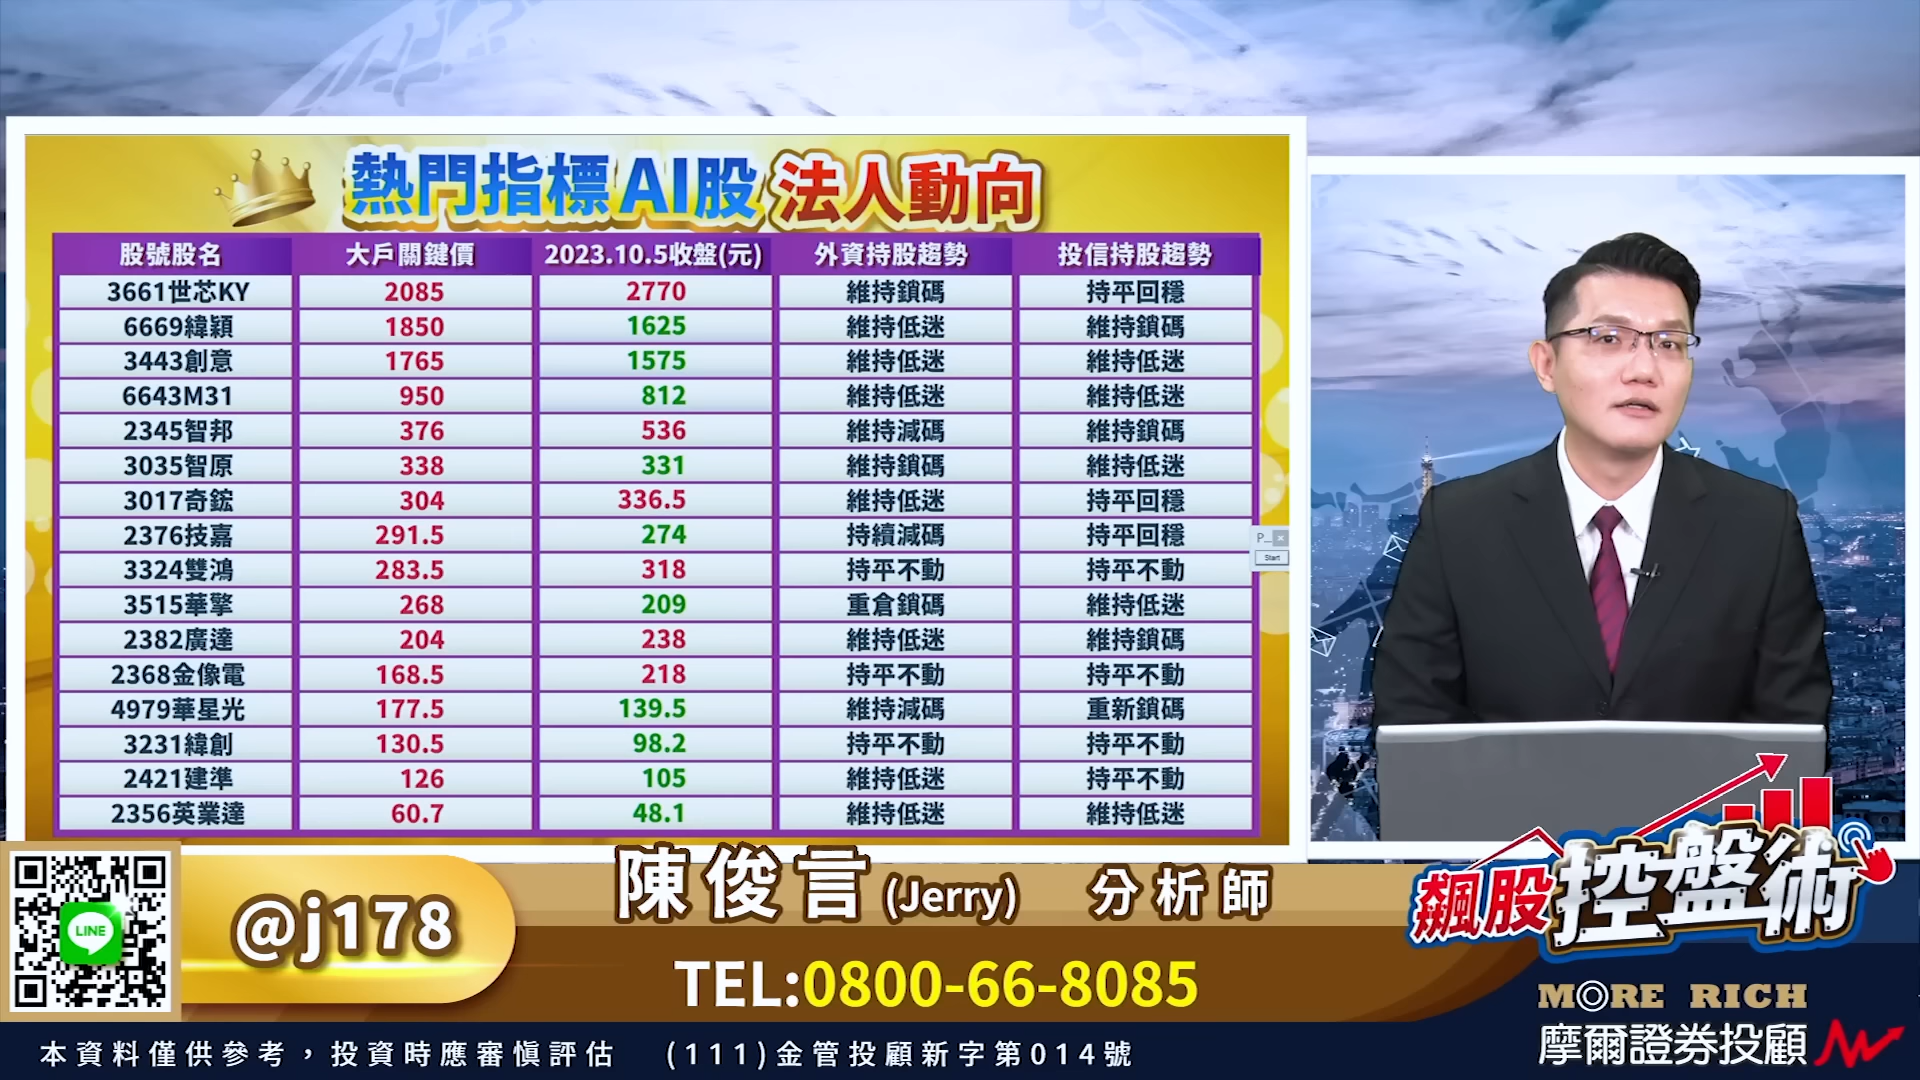 熱門指標AI股 法人動向
股號股名 大戶關鍵價 2023.10.5收盤(元) 外資持股趨勢 投信持股趨勢
3661世芯KY 2085 2770 維持鎖碼 持平回穩
6669緯穎 1850 1625 維持低迷 維持鎖碼
3443創意 1765 1575 維持低迷 維持低迷
6643M31 950 812 維持低迷 維持低迷
2345智邦 376 536 維持減碼 維持鎖碼
3035智原 338 331 維持鎖碼 維持低迷
3017奇鋐 304 336.5 維持低迷 持平回穩
2376技嘉 291.5 274 持續減碼 持平回穩
3324雙鴻 283.5 318 持平不動 持平不動
3515華擎 268 209 重倉鎖碼 維持低迷
2382廣達 204 238 維持低迷 維持鎖碼
2368金像電 168.5 218 持平不動 持平不動
4979華星光 177.5 139.5 維持減碼 重新鎖碼
3231緯創 130.5 98.2 持平不動 持平不動
2421建準 126 105 維持低迷 持平不動
2356英業達 60.7 48.1 維持低迷 維持低迷
P...
Start
LINE
@j178
陳俊言(Jerry) 分析師
TEL:0800-66-8085
飆股控盤術
MORE RICH
摩爾證券投顧
本資料僅供參考，投資時應審慎評估 (111)金管投顧新字第014號